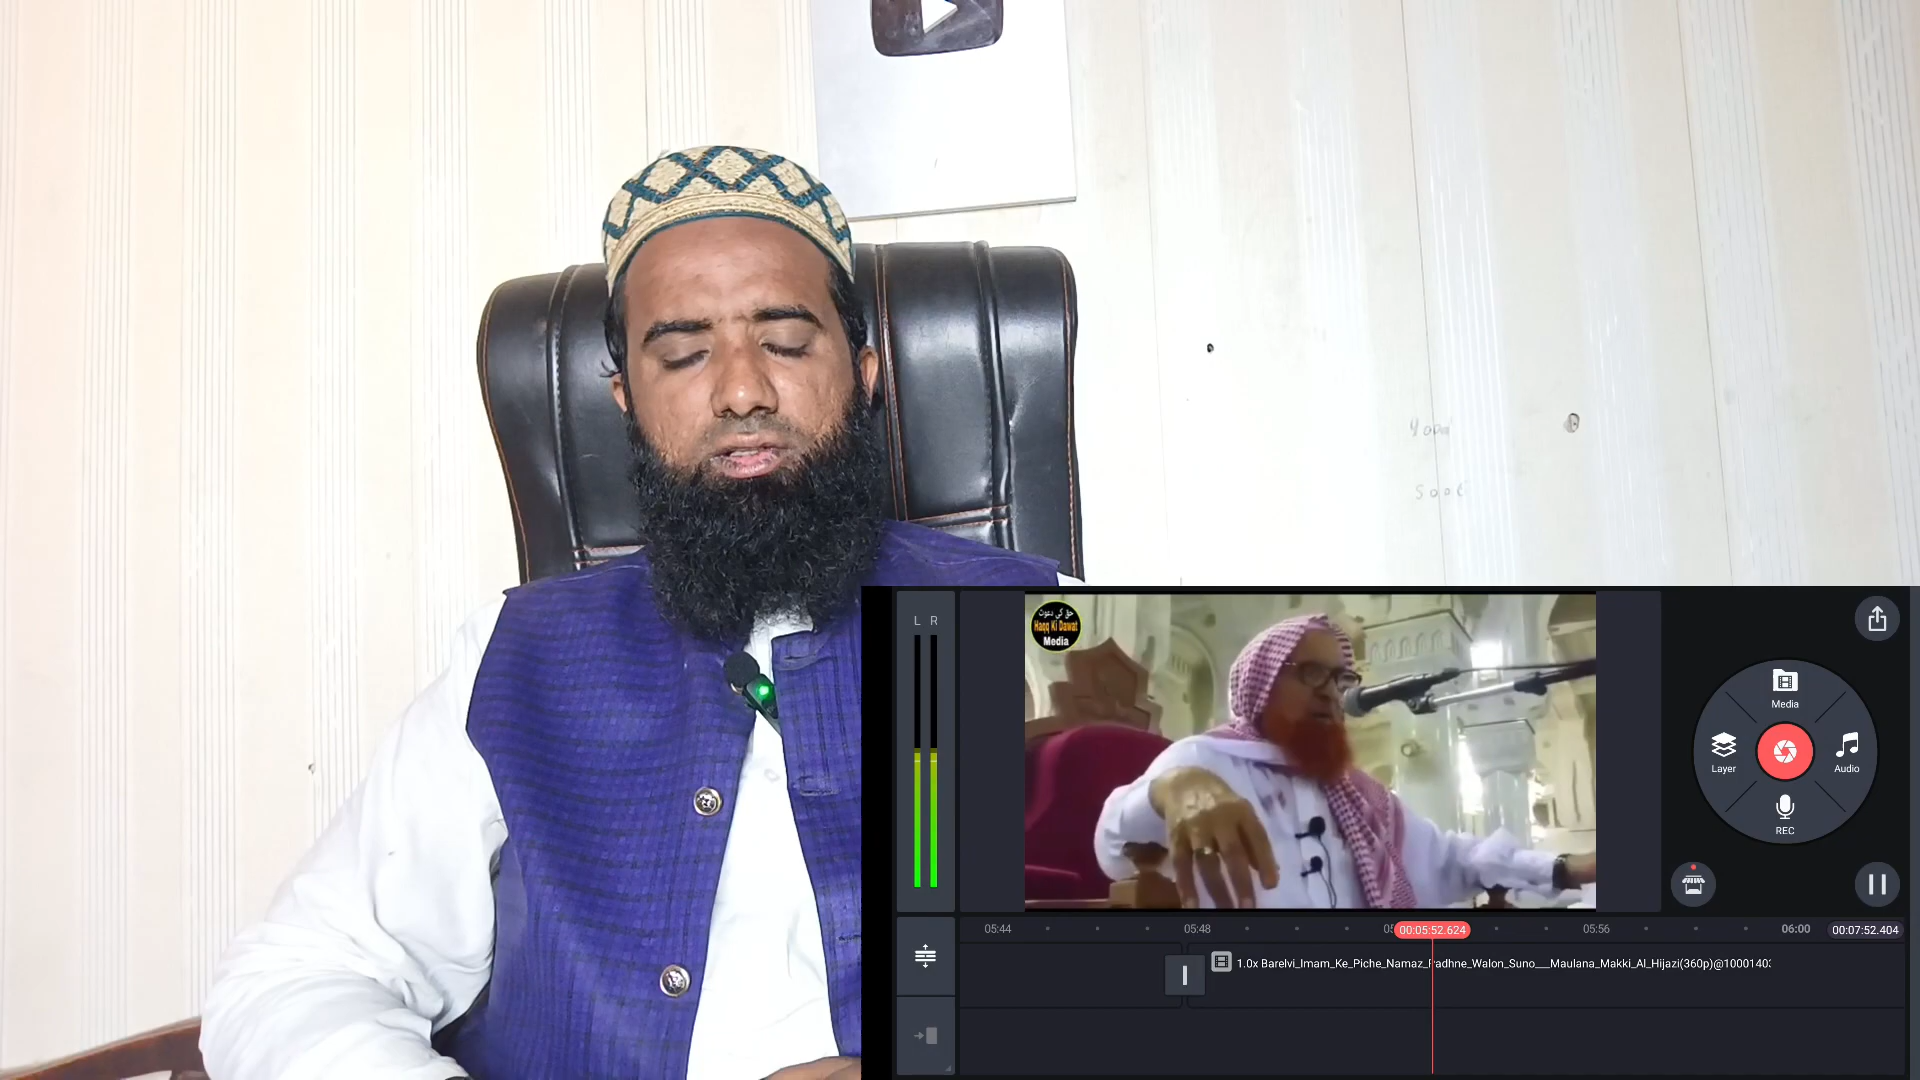 L R
حق کی دعوت
Haqq Ki Dawat
Media
Media
Layer
Audio
REC
05:44
05:48
00:05:52.624
05:56
06:00
00:07:52.404
1.0x Barelvi_Imam_Ke_Piche_Namaz_Padhne_Walon_Suno___Maulana_Makki_Al_Hijazi(360p)@1000140